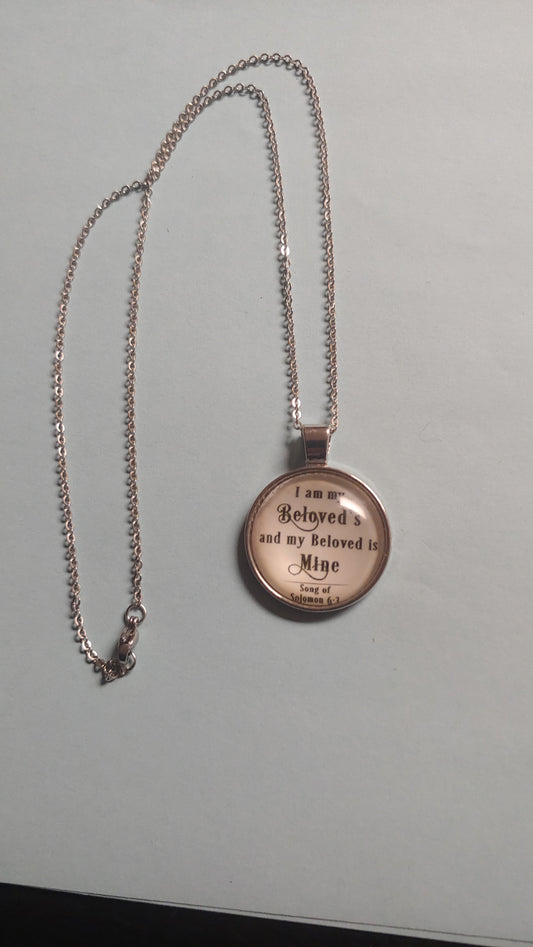 I am my
Beloved's
and my Beloved is
Mine
Song of
Solomon 6:3